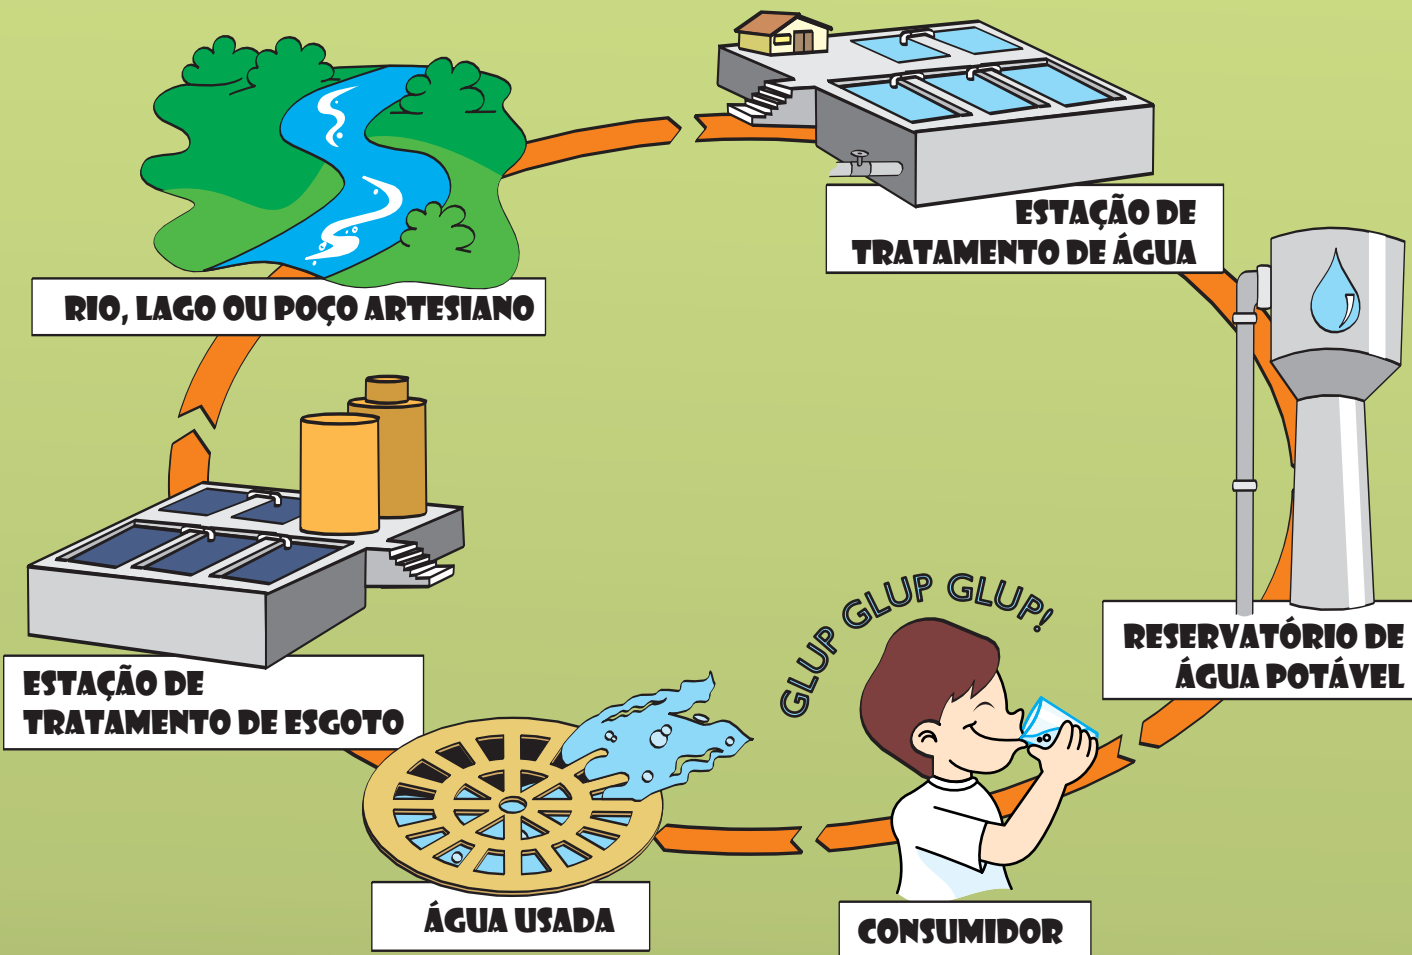 RIO, LAGO OU POÇO ARTESIANO
ESTAÇÃO DE
TRATAMENTO DE ÁGUA
RESERVATÓRIO DE
ÁGUA POTÁVEL
GLUP GLUP GLUP!
CONSUMIDOR
ÁGUA USADA
ESTAÇÃO DE
TRATAMENTO DE ESGOTO